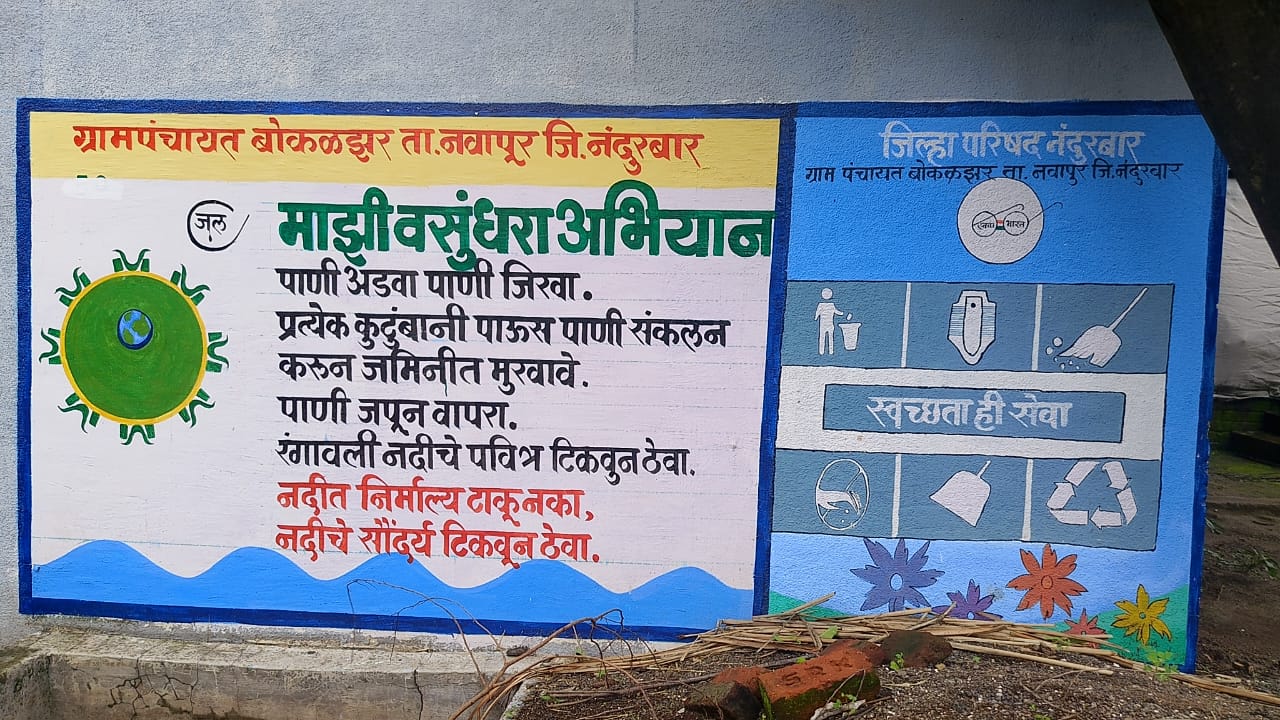 ग्रामपंचायत बोकळझर ता.नवापूर जि.नंदुरबार
जल
माझी वसुंधरा अभियान
पाणी अडवा पाणी जिरवा.
प्रत्येक कुटुंबानी पाऊस पाणी संकलन
करून जमिनीत मुरवावे.
पाणी जपून वापरा.
रंगावली नदीचे पवित्र टिकवुन ठेवा.
नदीत निर्माल्य टाकू नका,
नदीचे सौंदर्य टिकवून ठेवा.
जिल्हा परिषद नंदुरबार
ग्राम पंचायत बोकळझर ता. नवापुर जि.नंदुरबार
स्वच्छ भारत
स्वच्छता ही सेवा